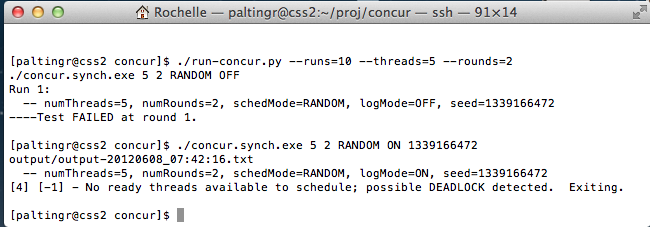 Rochelle — paltingr@css2:~/proj/concur — ssh — 91×14
[paltingr@css2 concur]$ ./run-concur.py --runs=10 --threads=5 --rounds=2
./concur.synch.exe 5 2 RANDOM OFF
Run 1:
  -- numThreads=5, numRounds=2, schedMode=RANDOM, logMode=OFF, seed=1339166472
----Test FAILED at round 1.
[paltingr@css2 concur]$ ./concur.synch.exe 5 2 RANDOM ON 1339166472
output/output-20120608_07:42:16.txt
  -- numThreads=5, numRounds=2, schedMode=RANDOM, logMode=ON, seed=1339166472
[4] [-1] - No ready threads available to schedule; possible DEADLOCK detected.  Exiting.
[paltingr@css2 concur]$